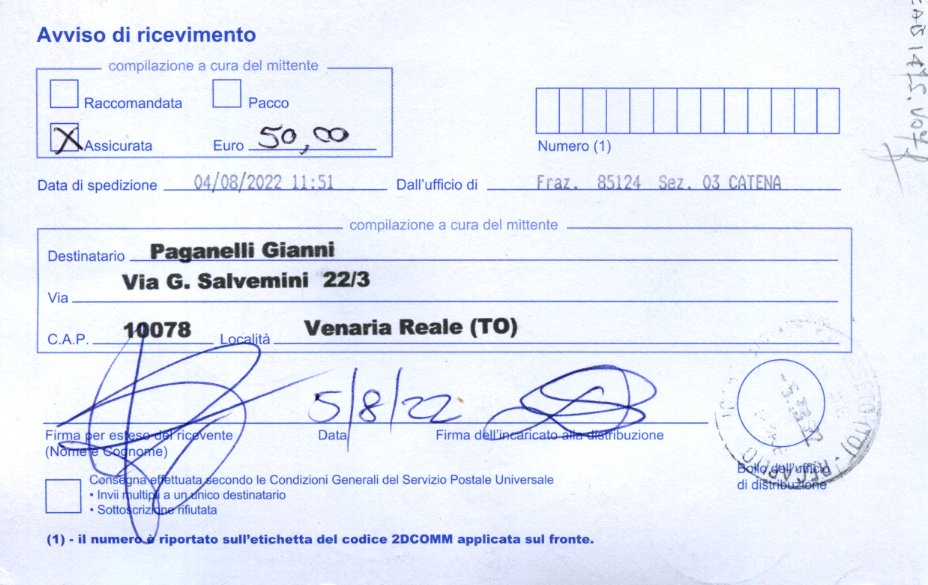 Avviso di ricevimento
compilazione a cura del mittente
Raccomandata Pacco
X Assicurata Euro 50,00
Numero (1)
Data di spedizione 04/08/2022 11:51 Dall'ufficio di Fraz. 85124 Sez. 03 CATENA
compilazione a cura del mittente
Destinatario Paganelli Gianni
Via Via G. Salvemini 22/3
C.A.P. 10078 Località Venaria Reale (TO)
5/8/22
Firma per esteso del ricevente Data Firma dell'incaricato alla distribuzione
(Nome e Cognome)
Consegna effettuata secondo le Condizioni Generali del Servizio Postale Universale
• Invii multipli a un unico destinatario
• Sottoscrizione rifiutata
Bollo dell'ufficio
di distribuzione
RECAPITO
(1) - il numero è riportato sull'etichetta del codice 2DCOMM applicata sul fronte.